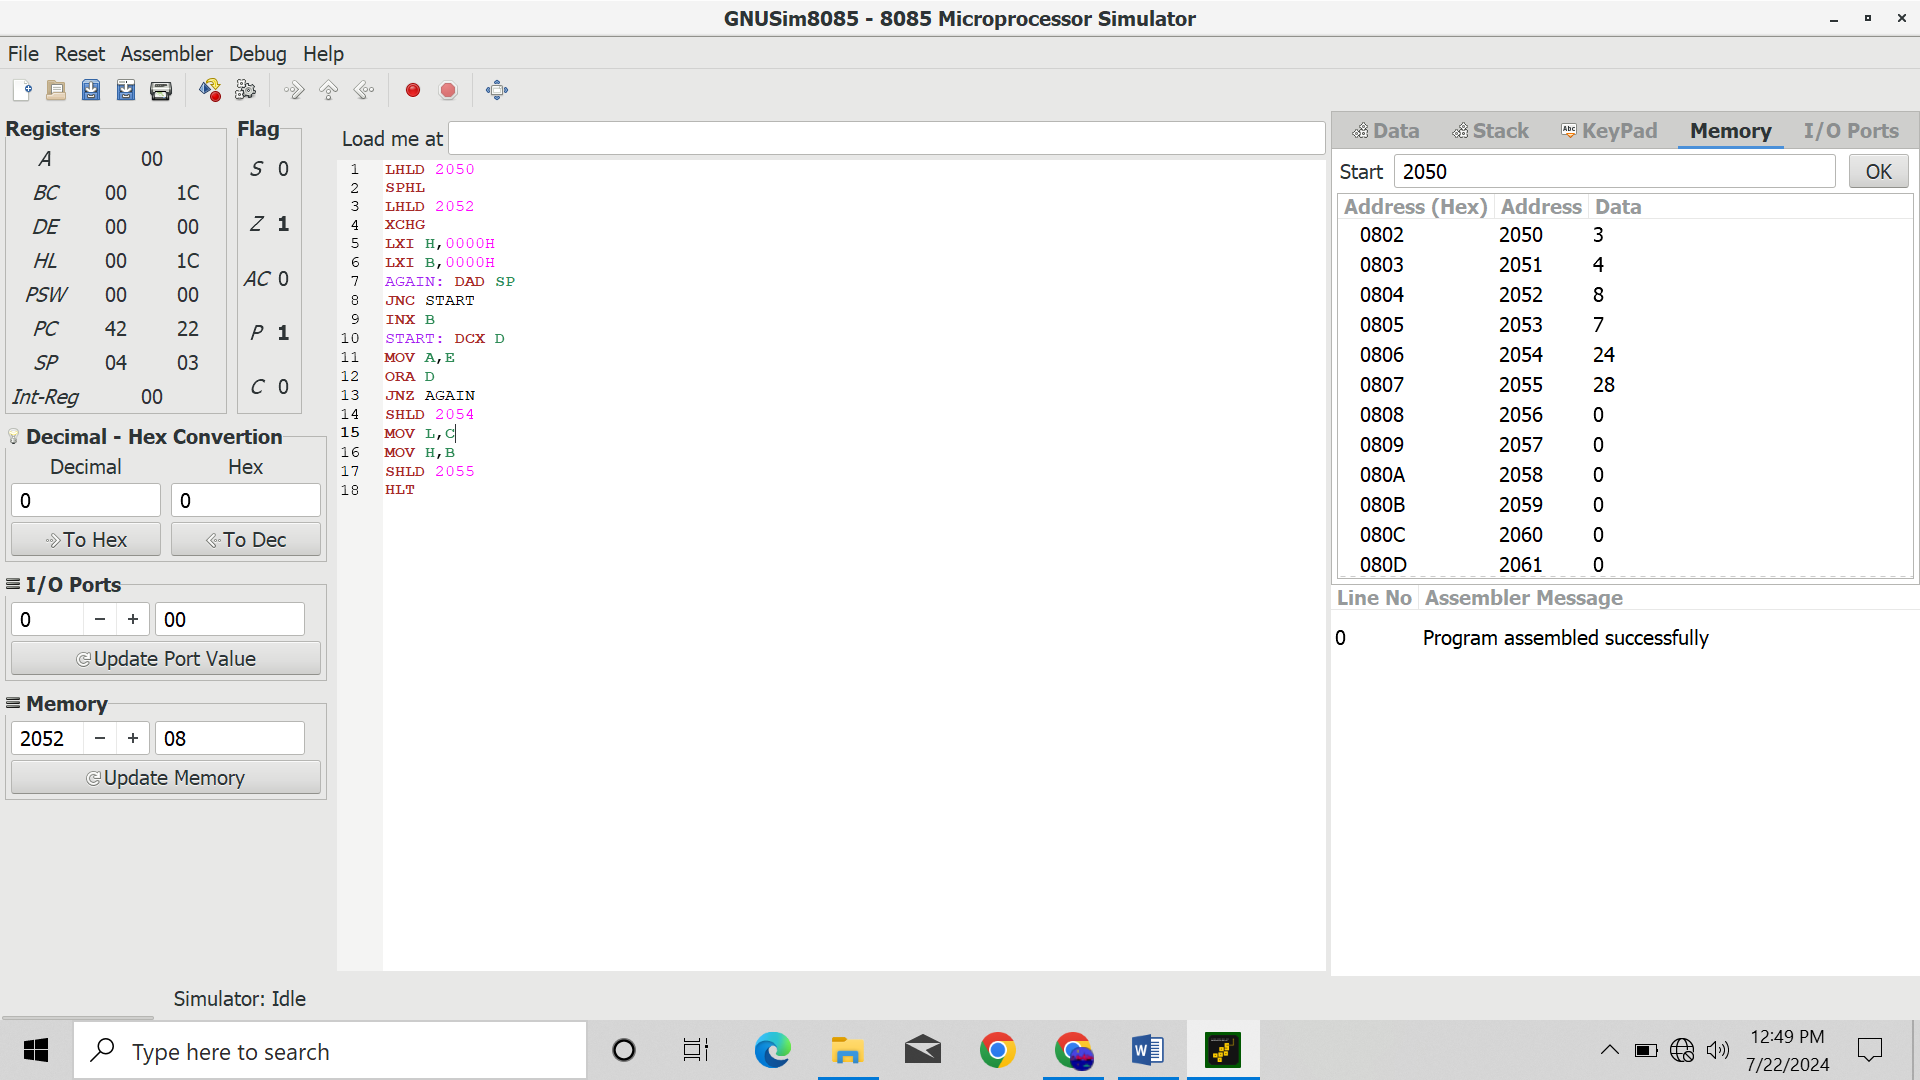 GNUSim8085 - 8085 Microprocessor Simulator
File Reset Assembler Debug Help
Registers
A 00
BC 00 1C
DE 00 00
HL 00 1C
PSW 00 00
PC 42 22
SP 04 03
Int-Reg 00
Flag
S 0
Z 1
AC 0
P 1
C 0
Decimal - Hex Convertion
Decimal Hex
0 0
To Hex To Dec
I/O Ports
0 − + 00
Update Port Value
Memory
2052 − + 08
Update Memory
Load me at
1 LHLD 2050
2 SPHL
3 LHLD 2052
4 XCHG
5 LXI H,0000H
6 LXI B,0000H
7 AGAIN: DAD SP
8 JNC START
9 INX B
10 START: DCX D
11 MOV A,E
12 ORA D
13 JNZ AGAIN
14 SHLD 2054
15 MOV L,C
16 MOV H,B
17 SHLD 2055
18 HLT
Data Stack Abc KeyPad Memory I/O Ports
Start 2050 OK
Address (Hex) Address Data
0802 2050 3
0803 2051 4
0804 2052 8
0805 2053 7
0806 2054 24
0807 2055 28
0808 2056 0
0809 2057 0
080A 2058 0
080B 2059 0
080C 2060 0
080D 2061 0
Line No Assembler Message
0 Program assembled successfully
Simulator: Idle
Type here to search
12:49 PM
7/22/2024